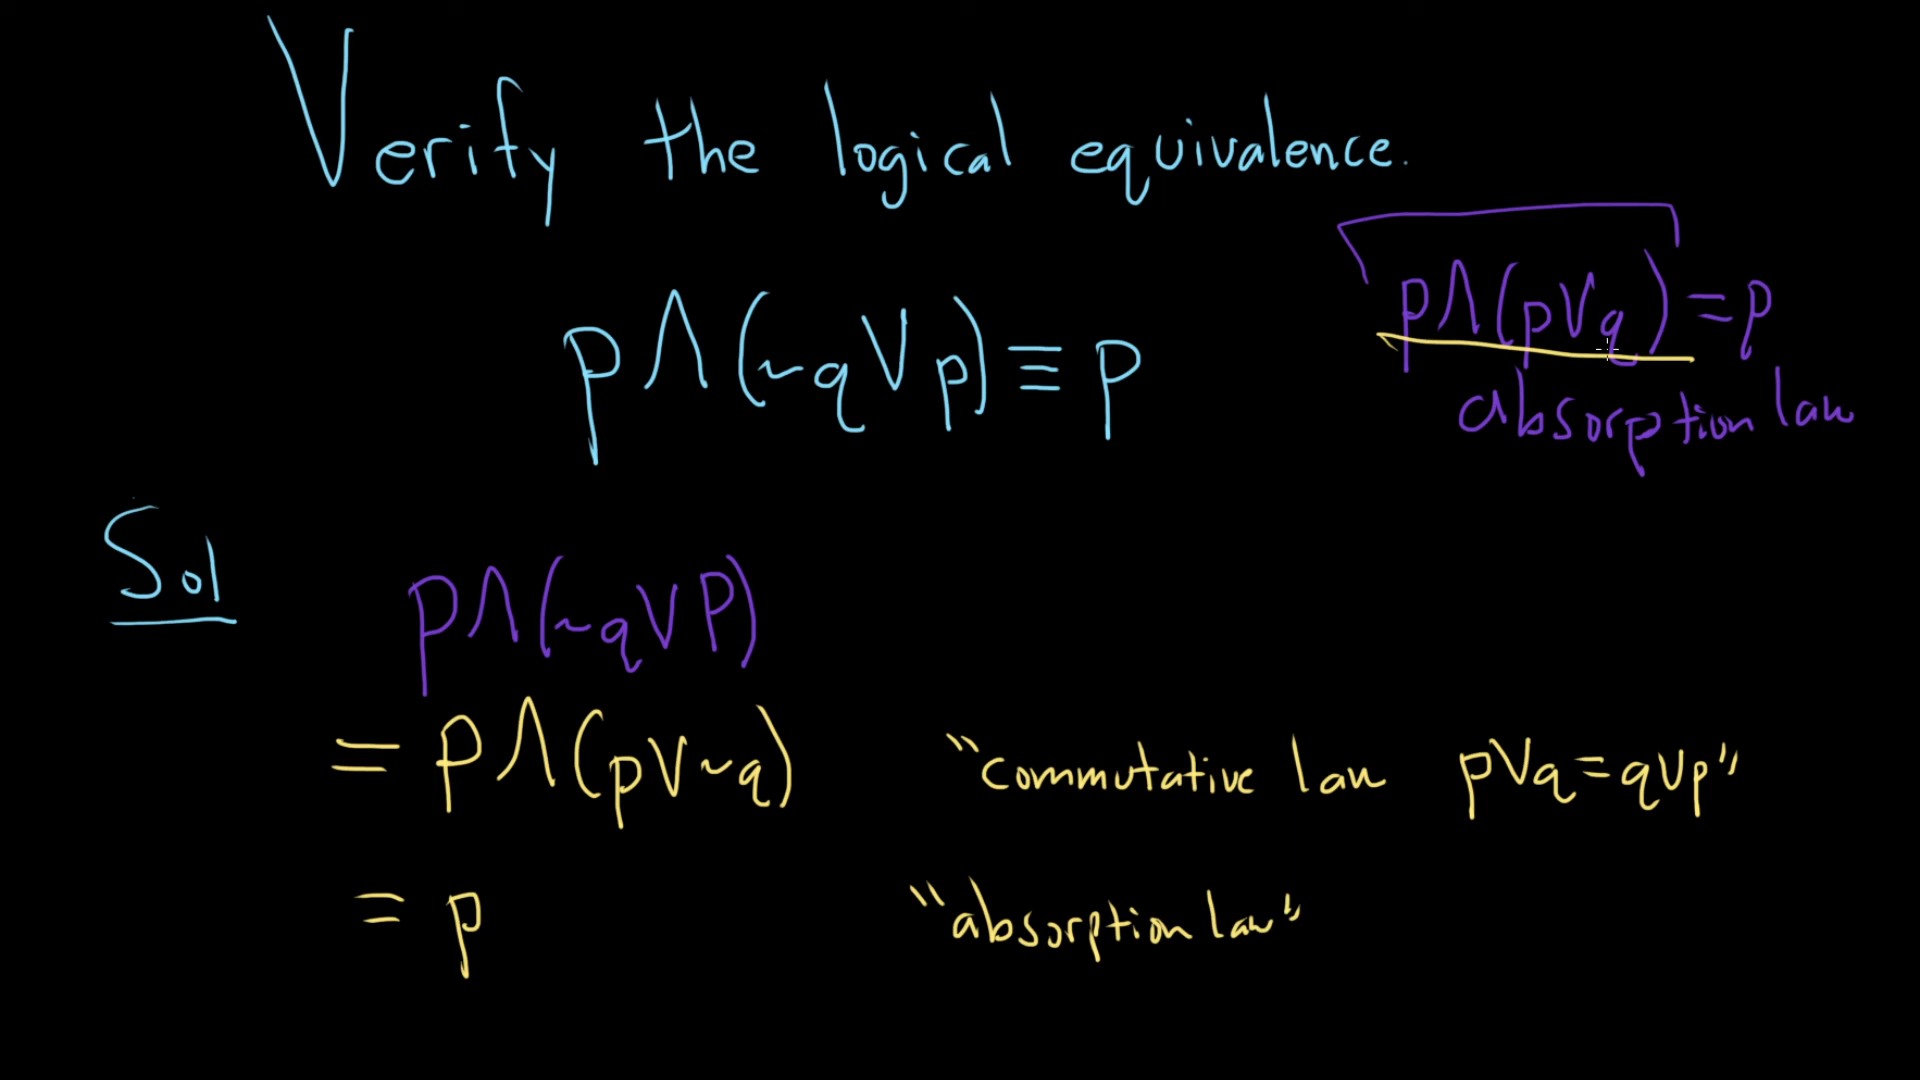 Verify the logical equivalence.
p∧(~q∨p)≡p
p∧(p∨q)=p
absorption law
Sol
p∧(~q∨p)
= p∧(p∨~q) "commutative law p∨q=q∨p"
= p "absorption law"